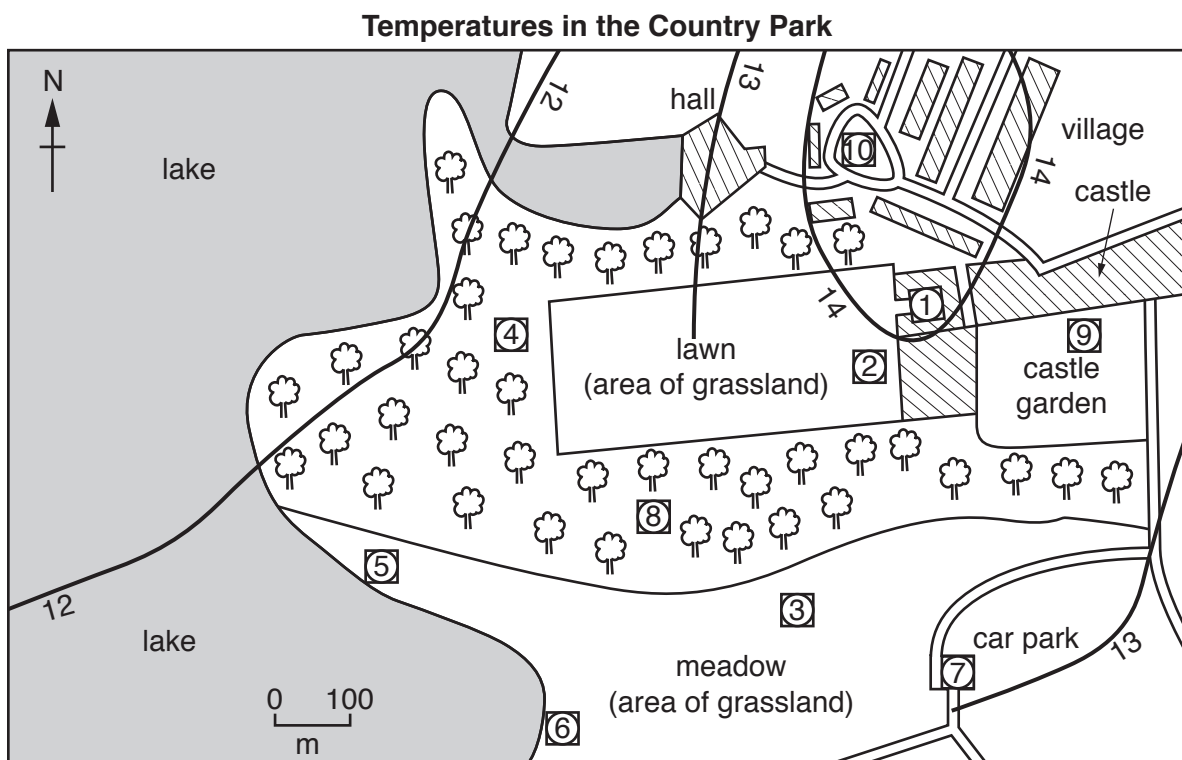 Temperatures in the Country Park
N
12
13
hall
10
village
lake
14
castle
1
14
4
9
lawn
2
(area of grassland)
castle
garden
8
5
12
3
lake
car park
13
meadow
7
0 100
(area of grassland)
6
m